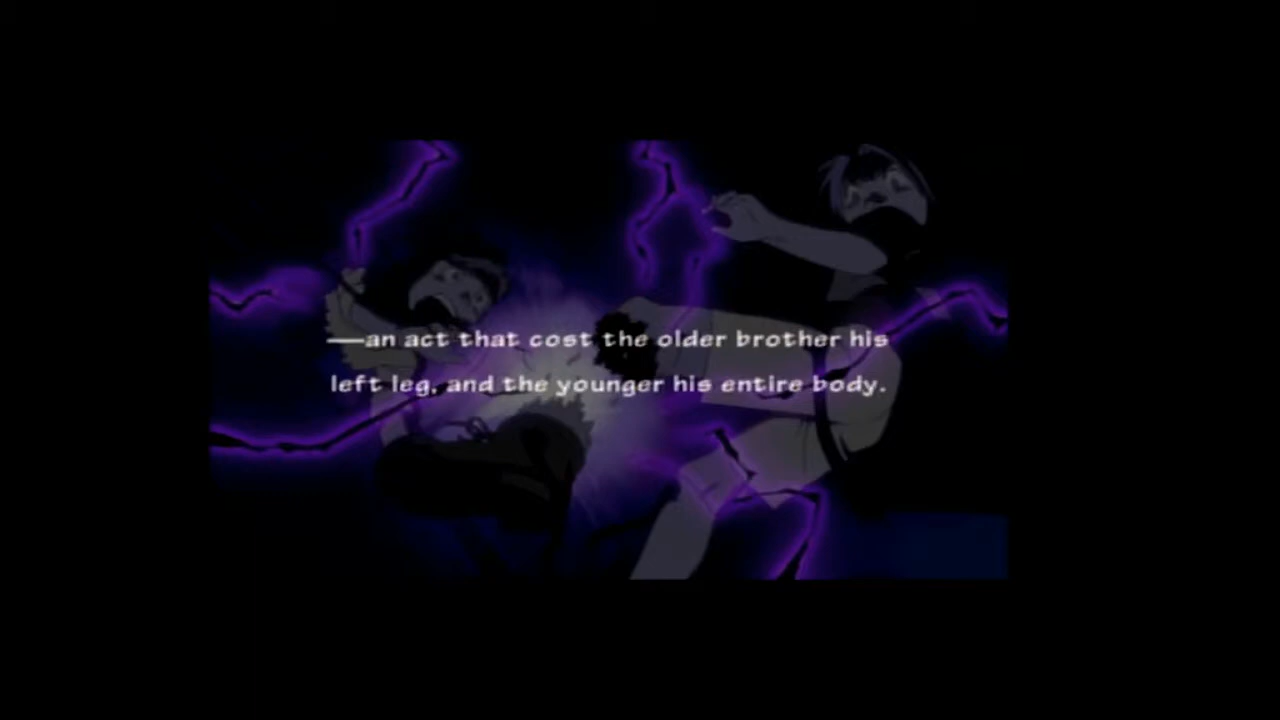 —an act that cost the older brother his
left leg, and the younger his entire body.